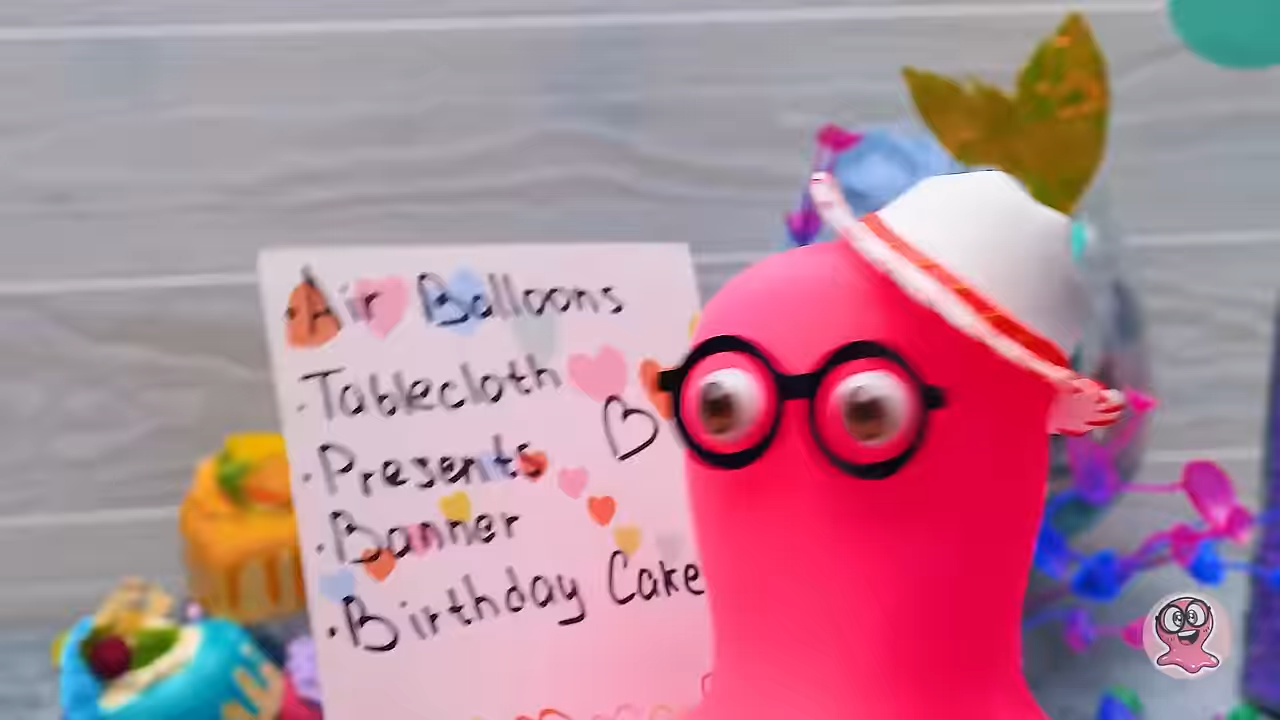 ·Air Balloons
·Tablecloth
B
·Presents
·Banner
·Birthday Cake